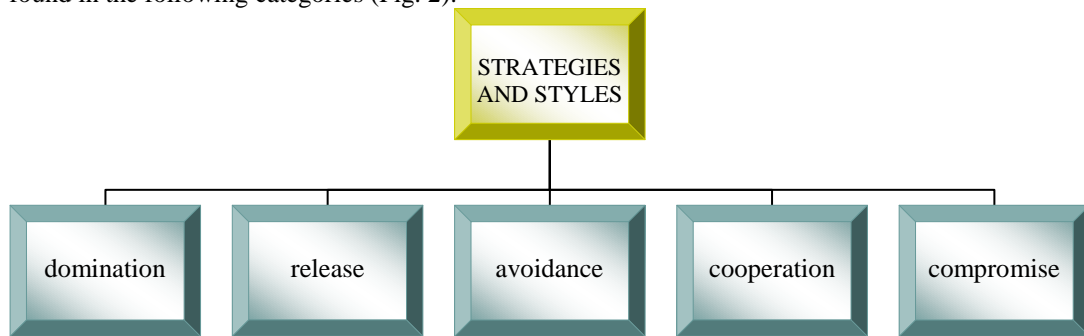 found in the following categories (Fig. 2):
STRATEGIES
AND STYLES
domination
release
avoidance
cooperation
compromise